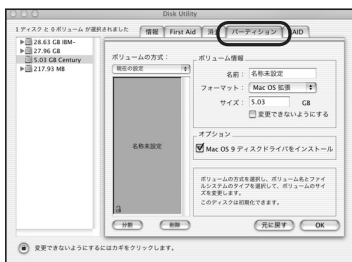 Disk Utility
1 ディスク と 0 ボリューム が選択されました
情報 First Aid 消去 パーティション RAID
28.63 GB IBM-
27.96 GB
5.03 GB Century
217.93 MB
ボリュームの方式：
現在の設定
名称未設定
分割 削除
ボリューム情報
名前： 名称未設定
フォーマット： Mac OS 拡張
サイズ： 5.03 GB
変更できないようにする
オプション
Mac OS 9 ディスクドライバをインストール
ボリュームの方式を選択し、ボリューム名とファイ
ルシステムのタイプを選択して、ボリュームのサイ
ズを変更します。
このディスクは初期化できます。
元に戻す OK
変更できないようにするにはカギをクリックします。